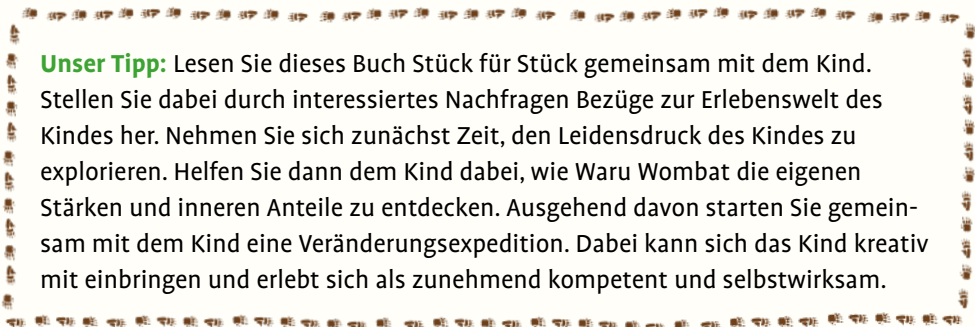 Unser Tipp: Lesen Sie dieses Buch Stück für Stück gemeinsam mit dem Kind.
Stellen Sie dabei durch interessiertes Nachfragen Bezüge zur Erlebenswelt des
Kindes her. Nehmen Sie sich zunächst Zeit, den Leidensdruck des Kindes zu
explorieren. Helfen Sie dann dem Kind dabei, wie Waru Wombat die eigenen
Stärken und inneren Anteile zu entdecken. Ausgehend davon starten Sie gemein-
sam mit dem Kind eine Veränderungsexpedition. Dabei kann sich das Kind kreativ
mit einbringen und erlebt sich als zunehmend kompetent und selbstwirksam.